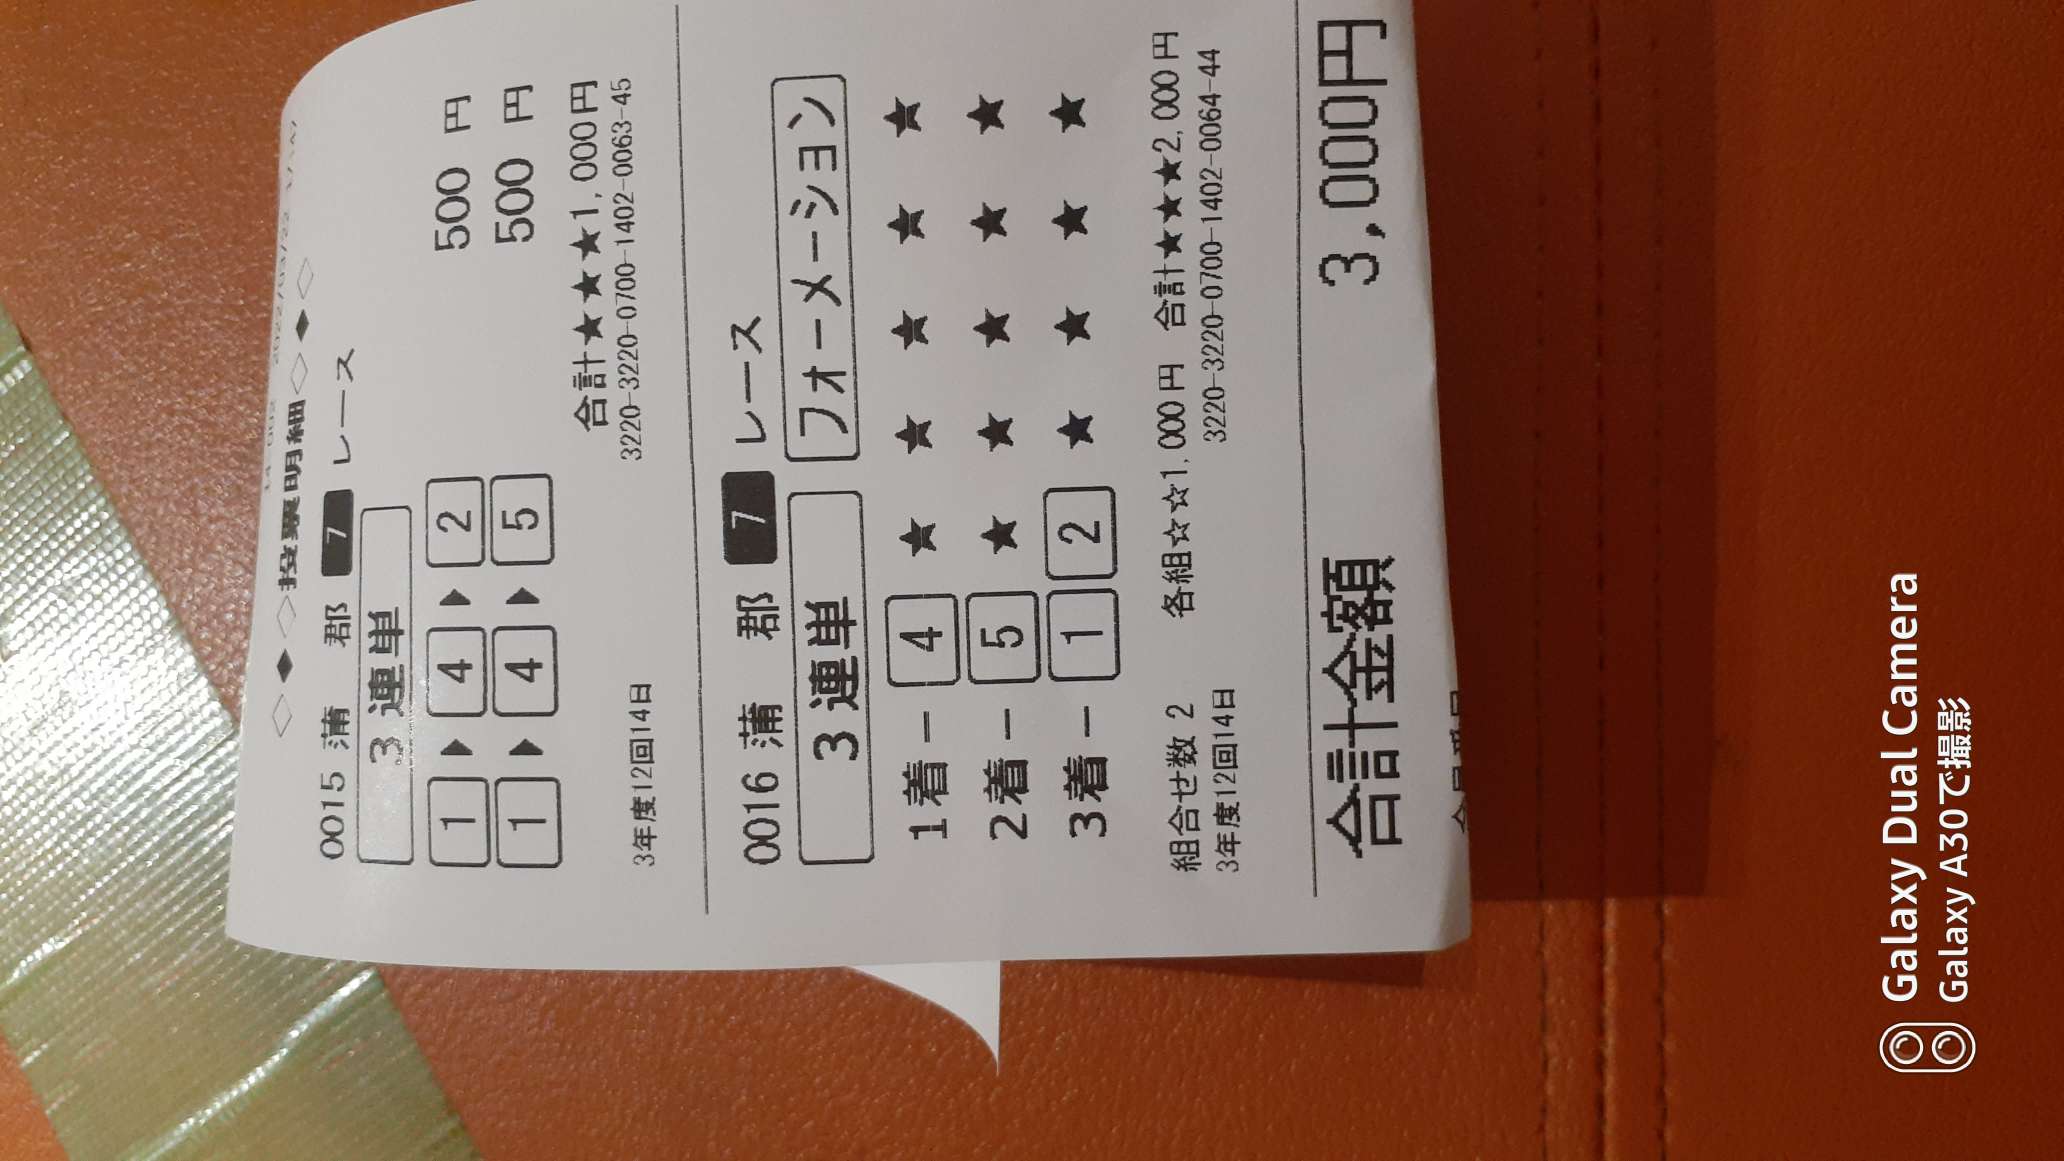 ◇◆◇投票明細◇◆◇
0015 蒲 郡 7 レース
3連単
1▶4▶2 500 円
1▶4▶5 500 円
合計★★★★1,000円
3年度12回14日 3220-3220-0700-1402-0063-45
0016 蒲 郡 7 レース
3連単 フォーメーション
1着－ 4 ★ ★ ★ ★ ★
2着－ 5 ★ ★ ★ ★ ★
3着－ 1 2 ★ ★ ★ ★
組合せ数 2 各組☆☆☆1,000円 合計★★★★2,000円
3年度12回14日 3220-3220-0700-1402-0064-44
合計金額 3,000円
Galaxy Dual Camera
Galaxy A30で撮影